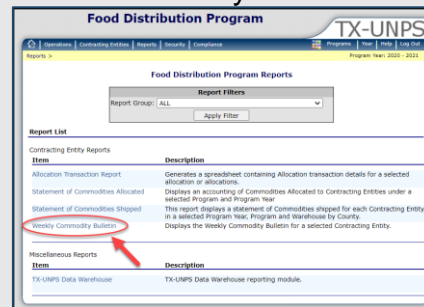 Food Distribution Program
TX-UNPS
Operations | Contracting Entities | Reports | Security | Compliance
Programs | Year | Help | Log Out
Reports >
Program Year: 2020 - 2021
Food Distribution Program Reports
Report Filters
Report Group: ALL
Apply Filter
Report List
Contracting Entity Reports
Item Description
Allocation Transaction Report Generates a spreadsheet containing Allocation transaction details for a selected
allocation or allocations.
Statement of Commodities Allocated Displays an accounting of Commodities Allocated to Contracting Entities under a
selected Program and Program Year
Statement of Commodities Shipped This report displays a statement of Commodities shipped for each Contracting Entity
in a selected Program Year, Program and Warehouse by County.
Weekly Commodity Bulletin Displays the Weekly Commodity Bulletin for a selected Contracting Entity.
Miscellaneous Reports
Item Description
TX-UNPS Data Warehouse TX-UNPS Data Warehouse reporting module.